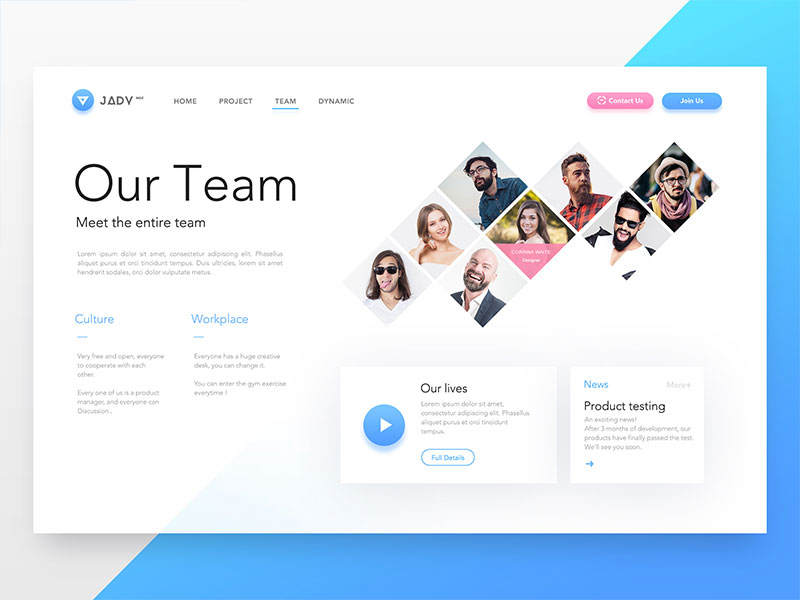 JΛDV
HOME PROJECT TEAM DYNAMIC
Contact Us
Join Us
Our Team
Meet the entire team
Lorem ipsum dolor sit amet, consectetur adipiscing elit. Phasellus
aliquet purus et orci tincidunt tempus. Duis ultricies, lorem sit amet
hendrerit sodales, orci dolor vulputate metus.
CORINNA WHITE
Designer
Culture
Very free and open, everyone
to cooperate with each
other.
Every one of us is a product
manager, and everyone can
Discussion..
Workplace
Everyone has a huge creative
desk, you can change it.
You can enter the gym exercise
everytime !
Our lives
Lorem ipsum dolor sit amet,
consectetur adipiscing elit. Phasellus
aliquet purus et orci tincidunt
tempus.
Full Details
News
More
Product testing
An exciting news!
After 3 months of development, our
products have finally passed the test.
We'll see you soon.